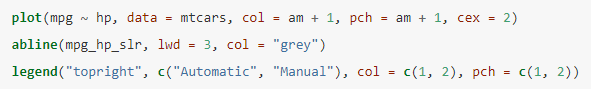 plot(mpg ~ hp, data = mtcars, col = am + 1, pch = am + 1, cex = 2)
abline(mpg_hp_slr, lwd = 3, col = "grey")
legend("topright", c("Automatic", "Manual"), col = c(1, 2), pch = c(1, 2))